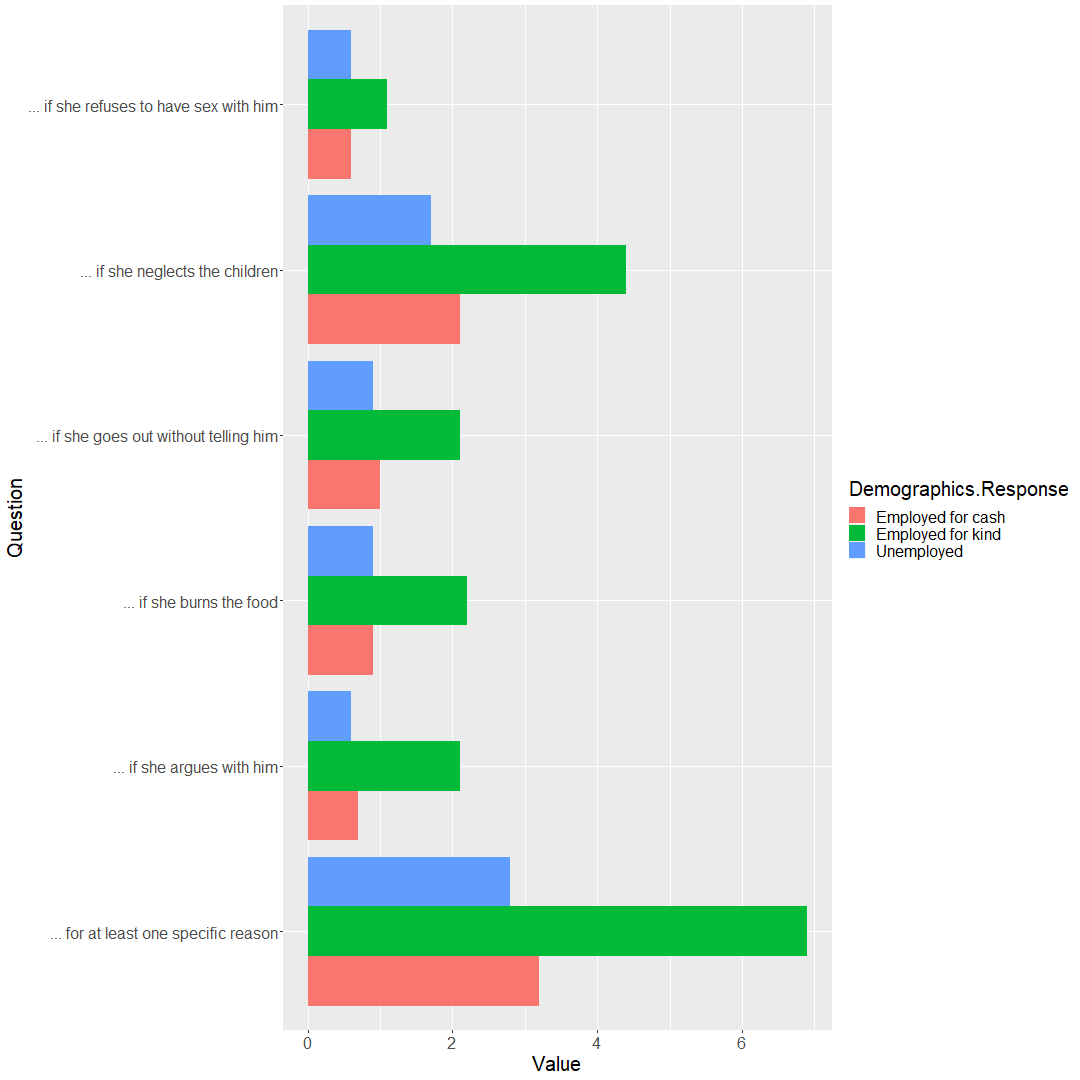 ... if she refuses to have sex with him
... if she neglects the children
... if she goes out without telling him
... if she burns the food
... if she argues with him
... for at least one specific reason
Question
0 2 4 6
Value
Demographics.Response
Employed for cash
Employed for kind
Unemployed